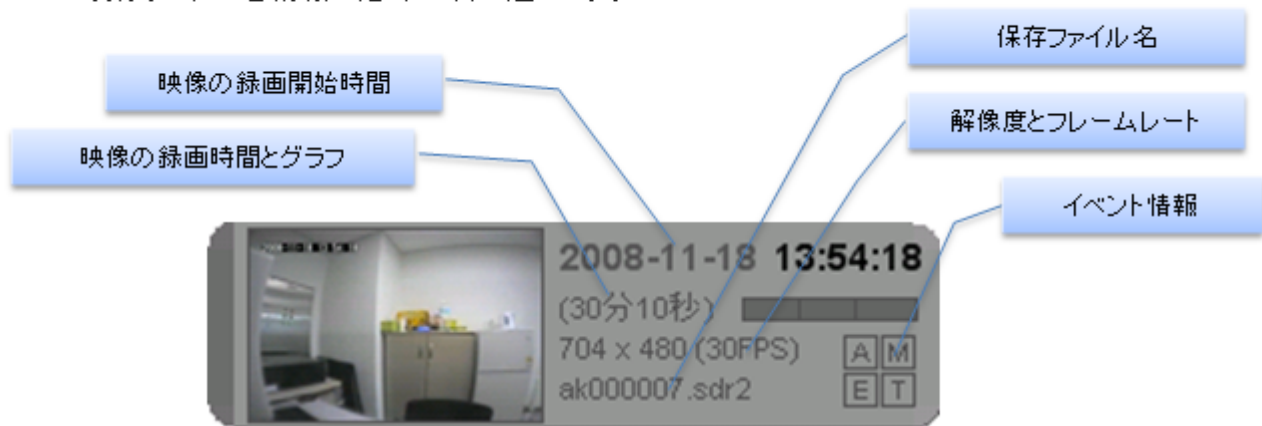 保存ファイル名
映像の録画開始時間
解像度とフレームレート
映像の録画時間とグラフ
イベント情報
2008-11-18 13:54:18
(30分10秒)
704 x 480 (30FPS)
A M
ak000007.sdr2
E T